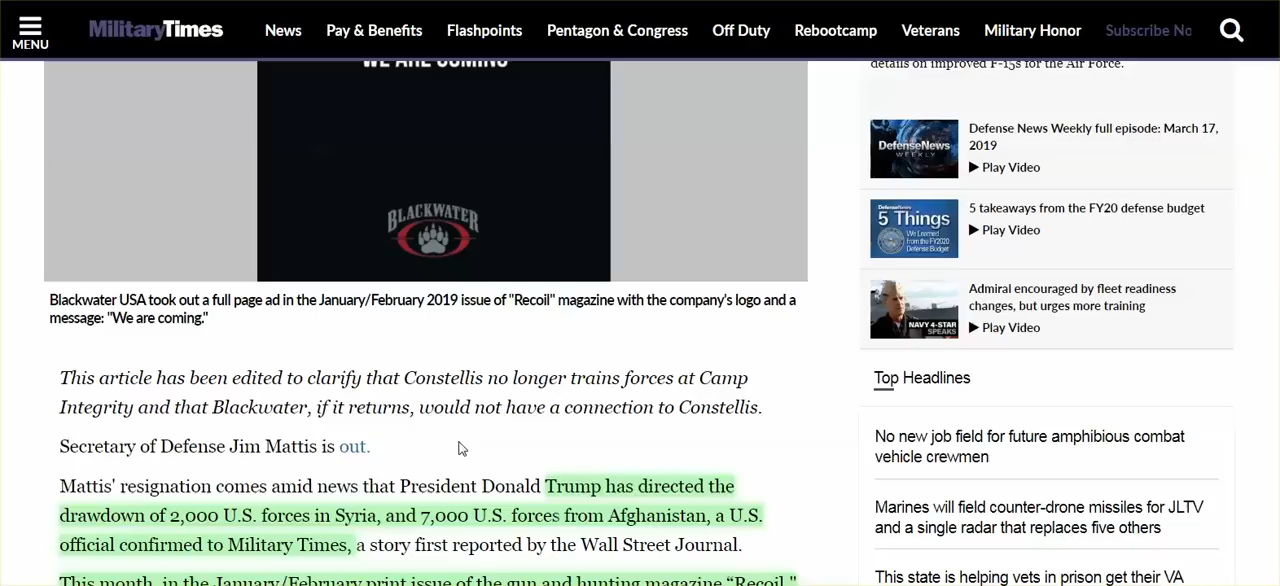 MENU
MilitaryTimes
News
Pay & Benefits
Flashpoints
Pentagon & Congress
Off Duty
Rebootcamp
Veterans
Military Honor
Subscribe No
WE ARE COMING
BLACKWATER
Blackwater USA took out a full page ad in the January/February 2019 issue of "Recoil" magazine with the company's logo and a
message: "We are coming."
This article has been edited to clarify that Constellis no longer trains forces at Camp
Integrity and that Blackwater, if it returns, would not have a connection to Constellis.
Secretary of Defense Jim Mattis is out.
Mattis' resignation comes amid news that President Donald Trump has directed the
drawdown of 2,000 U.S. forces in Syria, and 7,000 U.S. forces from Afghanistan, a U.S.
official confirmed to Military Times, a story first reported by the Wall Street Journal.
This month, in the January/February print issue of the gun and hunting magazine “Recoil,”
details on improved F-15s for the Air Force.
DefenseNews
WEEKLY
Defense News Weekly full episode: March 17,
2019
Play Video
DefenseNews
5 Things
We Learned
from the FY2020
Defense Budget
5 takeaways from the FY20 defense budget
Play Video
NAVY 4-STAR
SPEAKS
Admiral encouraged by fleet readiness
changes, but urges more training
Play Video
Top Headlines
No new job field for future amphibious combat
vehicle crewmen
Marines will field counter-drone missiles for JLTV
and a single radar that replaces five others
This state is helping vets in prison get their VA